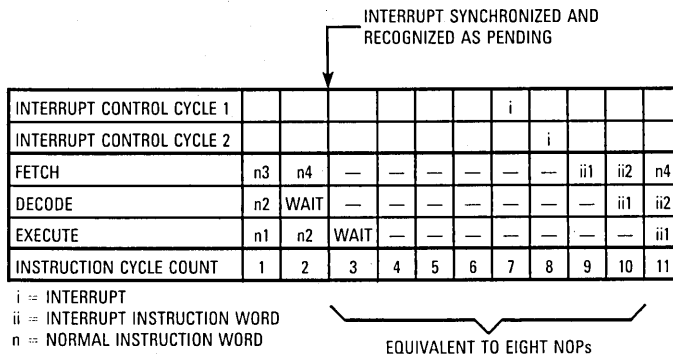 INTERRUPT SYNCHRONIZED AND
RECOGNIZED AS PENDING
INTERRUPT CONTROL CYCLE 1 i
INTERRUPT CONTROL CYCLE 2 i
FETCH n3 n4 — — — — — — ii1 ii2 n4
DECODE n2 WAIT — — — — — — — ii1 ii2
EXECUTE n1 n2 WAIT — — — — — — — ii1
INSTRUCTION CYCLE COUNT 1 2 3 4 5 6 7 8 9 10 11
i = INTERRUPT
ii = INTERRUPT INSTRUCTION WORD
n = NORMAL INSTRUCTION WORD
EQUIVALENT TO EIGHT NOPs